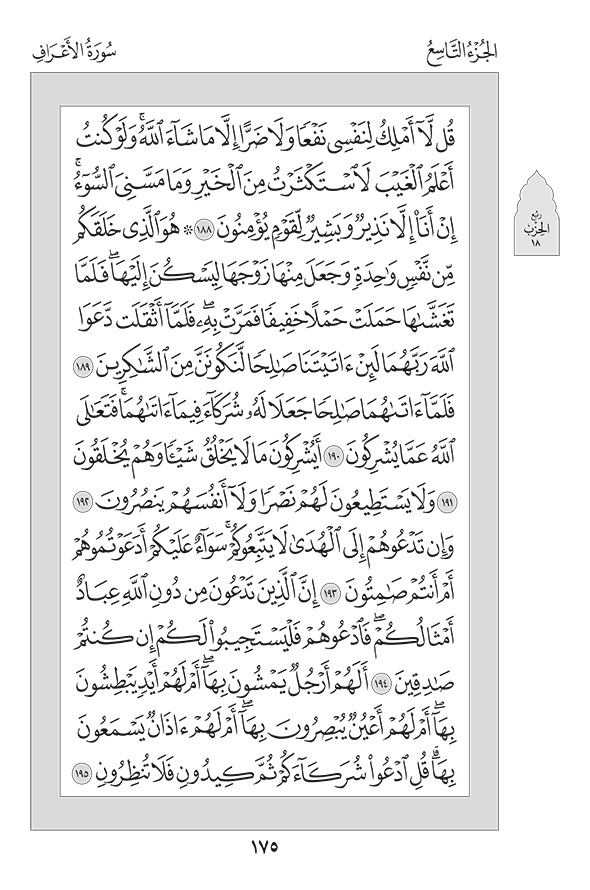 الجُزْءُ التَّاسِعُ
سُورَةُ الأَعْرَافِ
قُل لَّآ أَمْلِكُ لِنَفْسِى نَفْعًا وَلَا ضَرًّا إِلَّا مَا شَآءَ ٱللَّهُ ۚ وَلَوْ كُنتُ
أَعْلَمُ ٱلْغَيْبَ لَٱسْتَكْثَرْتُ مِنَ ٱلْخَيْرِ وَمَا مَسَّنِىَ ٱلسُّوٓءُ ۚ
إِنْ أَنَا۠ إِلَّا نَذِيرٌ وَبَشِيرٌ لِّقَوْمٍ يُؤْمِنُونَ ١٨٨ ۞ هُوَ ٱلَّذِى خَلَقَكُم
مِّن نَّفْسٍ وَٰحِدَةٍ وَجَعَلَ مِنْهَا زَوْجَهَا لِيَسْكُنَ إِلَيْهَا ۖ فَلَمَّا
تَغَشَّىٰهَا حَمَلَتْ حَمْلًا خَفِيفًا فَمَرَّتْ بِهِۦ ۖ فَلَمَّآ أَثْقَلَت دَّعَوَا
ٱللَّهَ رَبَّهُمَا لَئِنْ ءَاتَيْتَنَا صَٰلِحًا لَّنَكُونَنَّ مِنَ ٱلشَّٰكِرِينَ ١٨٩
فَلَمَّآ ءَاتَىٰهُمَا صَٰلِحًا جَعَلَا لَهُۥ شُرَكَآءَ فِيمَآ ءَاتَىٰهُمَا ۚ فَتَعَٰلَى
ٱللَّهُ عَمَّا يُشْرِكُونَ ١٩٠ أَيُشْرِكُونَ مَا لَا يَخْلُقُ شَيْـًٔا وَهُمْ يُخْلَقُونَ
١٩١ وَلَا يَسْتَطِيعُونَ لَهُمْ نَصْرًا وَلَآ أَنفُسَهُمْ يَنصُرُونَ ١٩٢
وَإِن تَدْعُوهُمْ إِلَى ٱلْهُدَىٰ لَا يَتَّبِعُوكُمْ ۚ سَوَآءٌ عَلَيْكُمْ أَدَعَوْتُمُوهُمْ
أَمْ أَنتُمْ صَٰمِتُونَ ١٩٣ إِنَّ ٱلَّذِينَ تَدْعُونَ مِن دُونِ ٱللَّهِ عِبَادٌ
أَمْثَالُكُمْ ۖ فَٱدْعُوهُمْ فَلْيَسْتَجِيبُوا۟ لَكُمْ إِن كُنتُمْ
صَٰدِقِينَ ١٩٤ أَلَهُمْ أَرْجُلٌ يَمْشُونَ بِهَآ ۖ أَمْ لَهُمْ أَيْدٍ يَبْطِشُونَ
بِهَآ ۖ أَمْ لَهُمْ أَعْيُنٌ يُبْصِرُونَ بِهَآ ۖ أَمْ لَهُمْ ءَاذَانٌ يَسْمَعُونَ
بِهَا ۗ قُلِ ٱدْعُوا۟ شُرَكَآءَكُمْ ثُمَّ كِيدُونِ فَلَا تُنظِرُونِ ١٩٥
رُبْعُ
الحِزْبِ
١٨
١٧٥